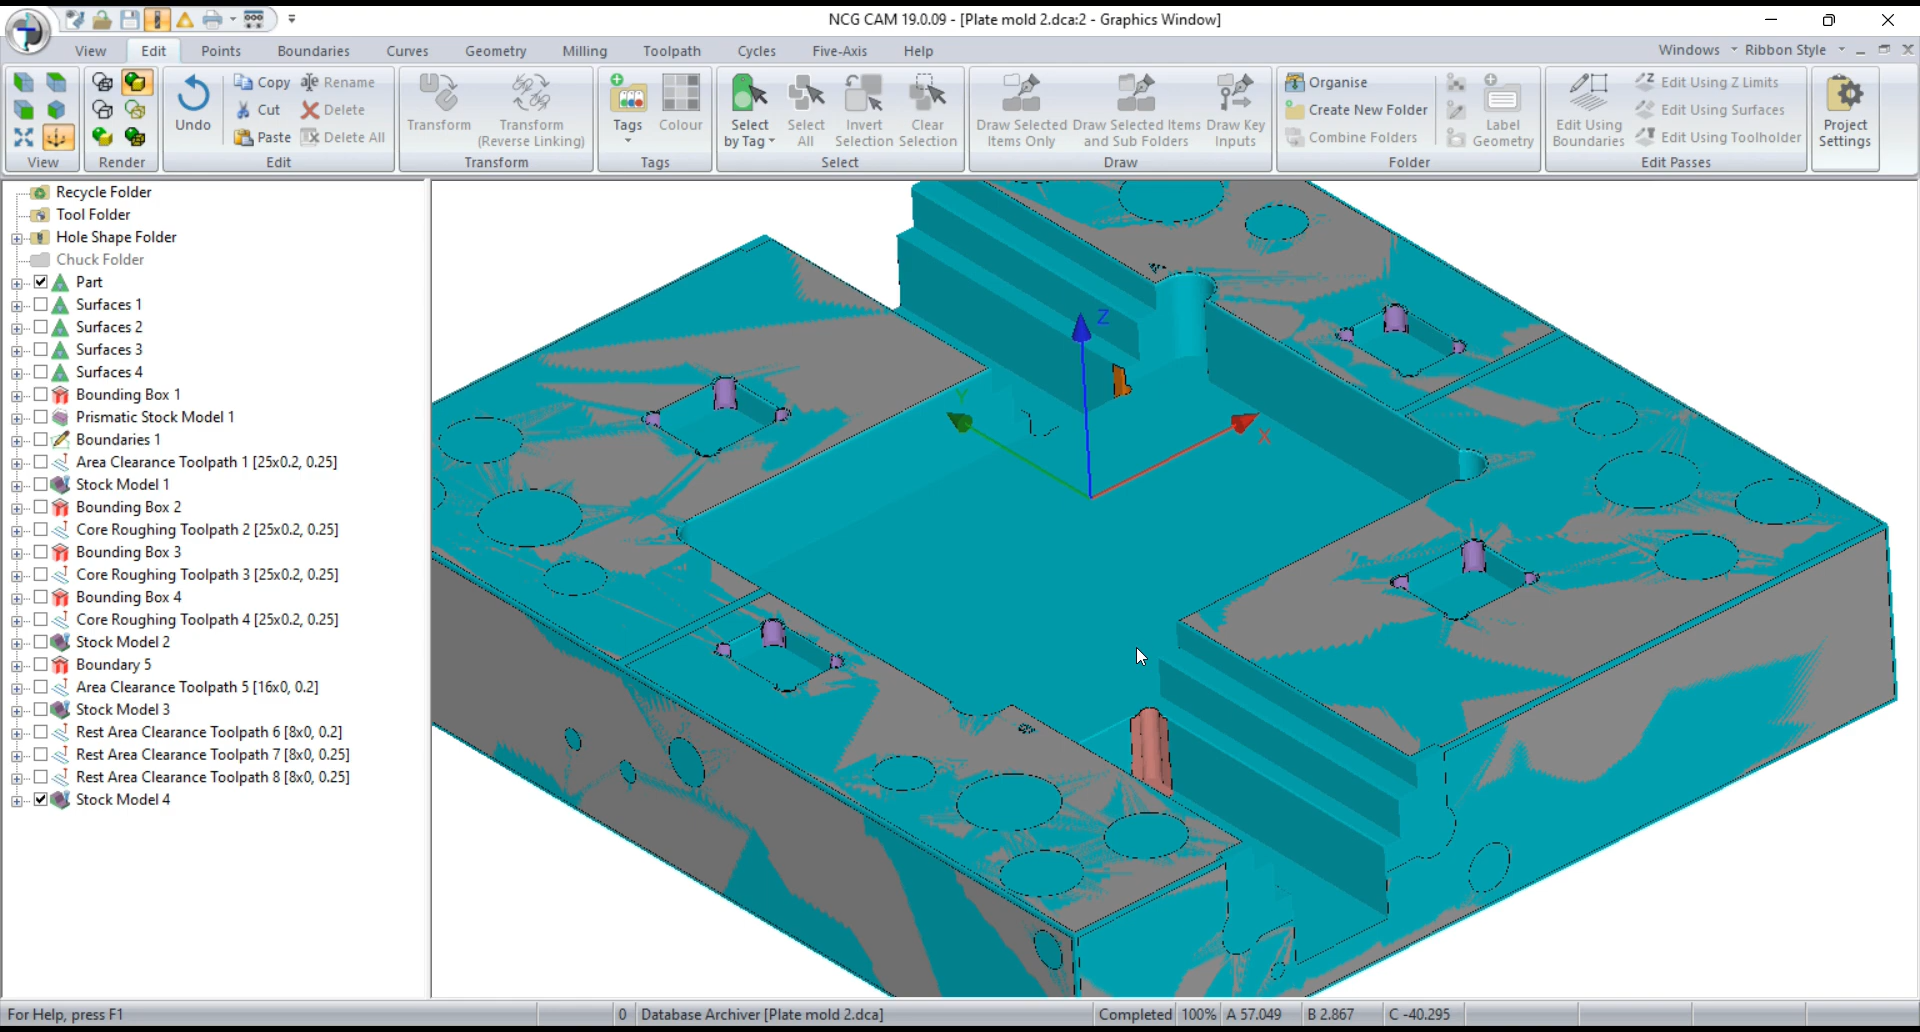 NCG CAM 19.0.09 - [Plate mold 2.dca:2 - Graphics Window]
View Edit Points Boundaries Curves Geometry Milling Toolpath Cycles Five-Axis Help Windows Ribbon Style
Undo
Copy
Cut
Paste
Rename
Delete
Delete All
Transform
Transform
(Reverse Linking)
Tags
Colour
Select
by Tag
Select
All
Invert
Selection
Clear
Selection
Draw Selected
Items Only
Draw Selected Items
and Sub Folders
Draw Key
Inputs
Organise
Create New Folder
Combine Folders
Label
Geometry
Edit Using
Boundaries
Edit Using Z Limits
Edit Using Surfaces
Edit Using Toolholder
Project
Settings
View Render Edit Transform Tags Select Draw Folder Edit Passes
Recycle Folder
Tool Folder
Hole Shape Folder
Chuck Folder
Part
Surfaces 1
Surfaces 2
Surfaces 3
Surfaces 4
Bounding Box 1
Prismatic Stock Model 1
Boundaries 1
Area Clearance Toolpath 1 [25x0.2, 0.25]
Stock Model 1
Bounding Box 2
Core Roughing Toolpath 2 [25x0.2, 0.25]
Bounding Box 3
Core Roughing Toolpath 3 [25x0.2, 0.25]
Bounding Box 4
Core Roughing Toolpath 4 [25x0.2, 0.25]
Stock Model 2
Boundary 5
Area Clearance Toolpath 5 [16x0, 0.2]
Stock Model 3
Rest Area Clearance Toolpath 6 [8x0, 0.2]
Rest Area Clearance Toolpath 7 [8x0, 0.25]
Rest Area Clearance Toolpath 8 [8x0, 0.25]
Stock Model 4
Z
Y
X
For Help, press F1 0 Database Archiver [Plate mold 2.dca] Completed 100% A 57.049 B 2.867 C -40.295